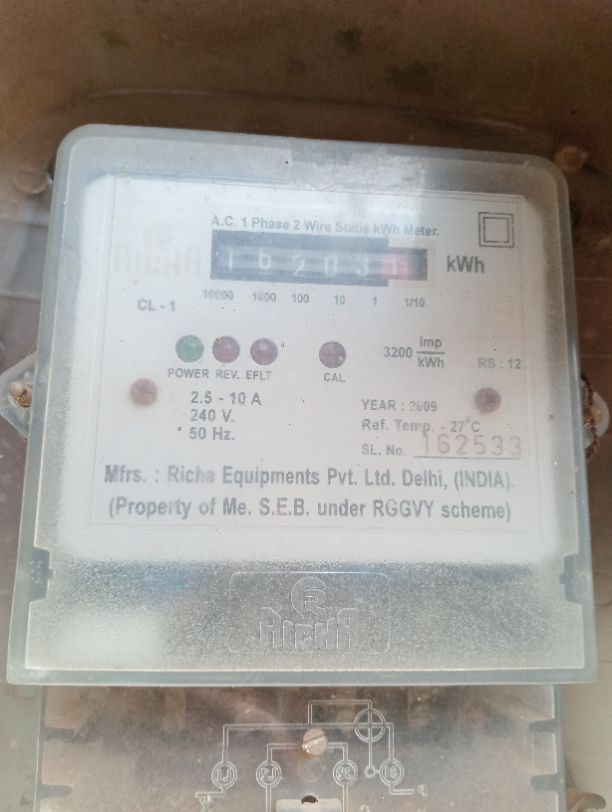 A.C. 1 Phase 2 Wire Static kWh Meter.
RICHA
16203 kWh
10000 1000 100 10 1 1/10
CL - 1
3200 imp/kWh
RS : 12
POWER REV. EFLT CAL
2.5 - 10 A
240 V.
50 Hz.
YEAR : 2009
Ref. Temp. - 27°C
SL. No. 162533
Mfrs. : Richa Equipments Pvt. Ltd. Delhi, (INDIA).
(Property of Me. S.E.B. under RGGVY scheme)
RICHA